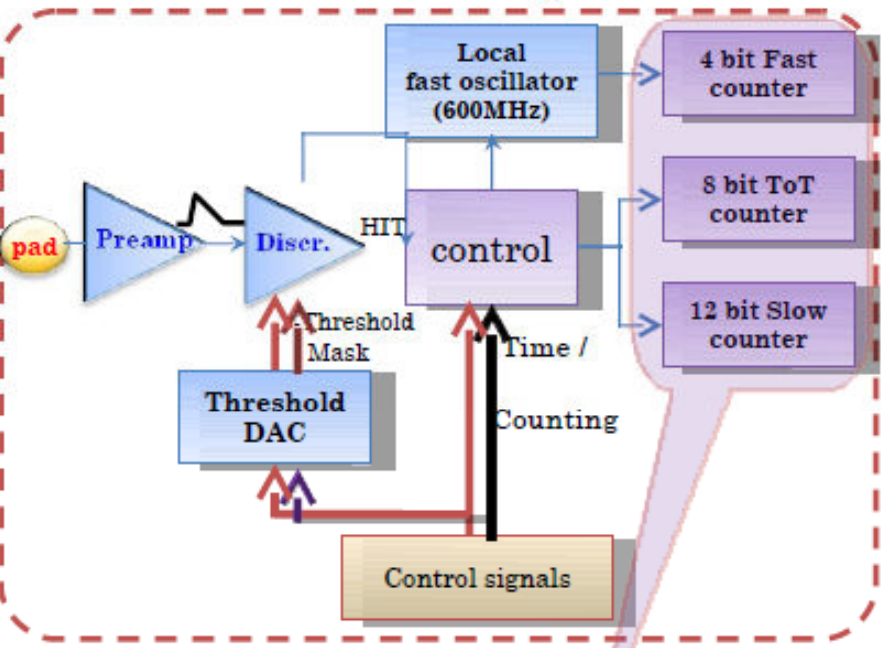 Local
fast oscillator
(600MHz)
4 bit Fast
counter
8 bit ToT
counter
pad
Preamp
Discr.
HIT
control
12 bit Slow
counter
Threshold
Mask
Time /
Threshold
DAC
Counting
Control signals